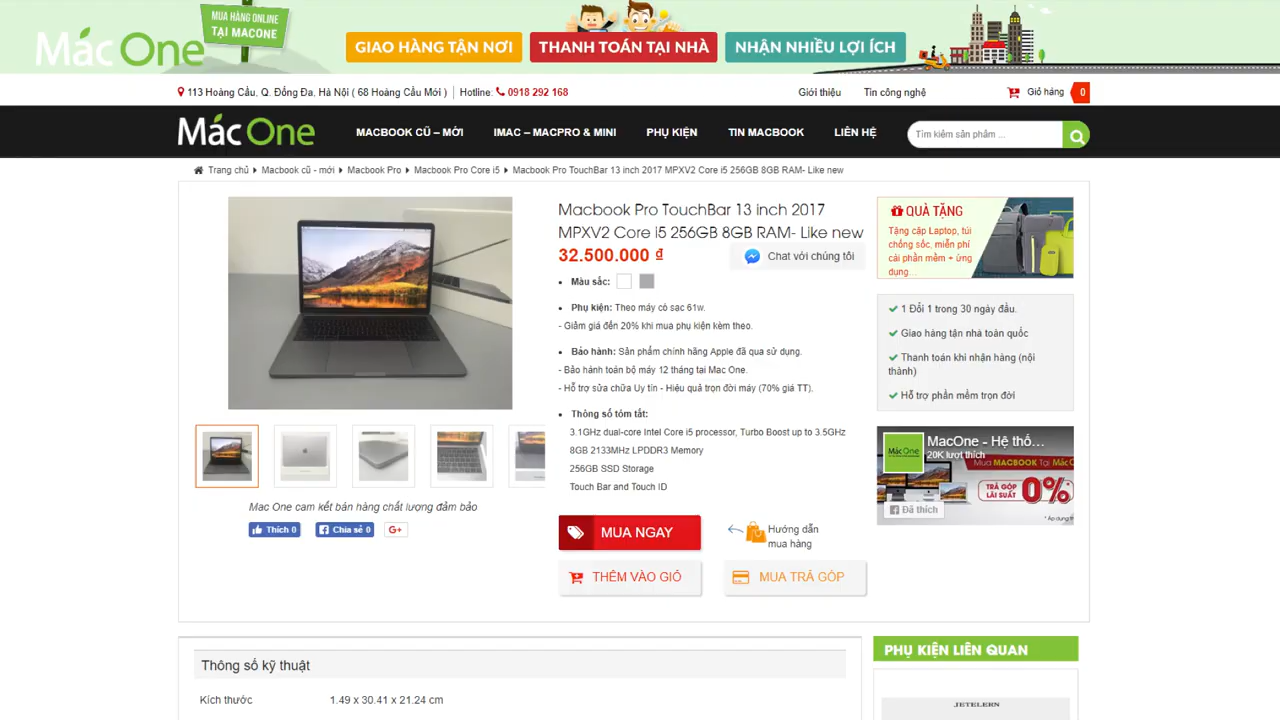 Mác One
MUA HÀNG ONLINE
TẠI MACONE
GIAO HÀNG TẬN NƠI
THANH TOÁN TẠI NHÀ
NHẬN NHIỀU LỢI ÍCH
113 Hoàng Cầu, Q. Đống Đa, Hà Nội ( 68 Hoàng Cầu Mới )
Hotline: 0918 292 168
Giới thiệu
Tin công nghệ
Giỏ hàng
0
Mác One
MACBOOK CŨ – MỚI
IMAC – MACPRO & MINI
PHỤ KIỆN
TIN MACBOOK
LIÊN HỆ
Tìm kiếm sản phẩm ...
Trang chủ
Macbook cũ - mới
Macbook Pro
Macbook Pro Core i5
Macbook Pro TouchBar 13 inch 2017 MPXV2 Core i5 256GB 8GB RAM- Like new
Macbook Pro TouchBar 13 inch 2017
MPXV2 Core i5 256GB 8GB RAM- Like new
32.500.000 ₫
Chat với chúng tôi
Màu sắc:
Phụ kiện: Theo máy có sạc 61w.
- Giảm giá đến 20% khi mua phụ kiện kèm theo.
Bảo hành: Sản phẩm chính hãng Apple đã qua sử dụng.
- Bảo hành toàn bộ máy 12 tháng tại Mac One.
- Hỗ trợ sửa chữa Uy tín - Hiệu quả trọn đời máy (70% giá TT).
Thông số tóm tắt:
3.1GHz dual-core Intel Core i5 processor, Turbo Boost up to 3.5GHz
8GB 2133MHz LPDDR3 Memory
256GB SSD Storage
Touch Bar and Touch ID
Mac One cam kết bán hàng chất lượng đảm bảo
Thích 0
Chia sẻ 0
G+
MUA NGAY
Hướng dẫn
mua hàng
THÊM VÀO GIỎ
MUA TRẢ GÓP
QUÀ TẶNG
Tặng cặp Laptop, túi
chống sốc, miễn phí
cài phần mềm + ứng
dụng...
1 Đổi 1 trong 30 ngày đầu.
Giao hàng tận nhà toàn quốc
Thanh toán khi nhận hàng (nội
thành)
Hỗ trợ phần mềm trọn đời
Mác One
MacOne - Hệ thố...
20K lượt thích
Mua MACBOOK Tại
TRẢ GÓP
LÃI SUẤT
0%
Đã thích
* Áp dụng
Thông số kỹ thuật
Kích thước
1.49 x 30.41 x 21.24 cm
PHỤ KIỆN LIÊN QUAN
JETELERN